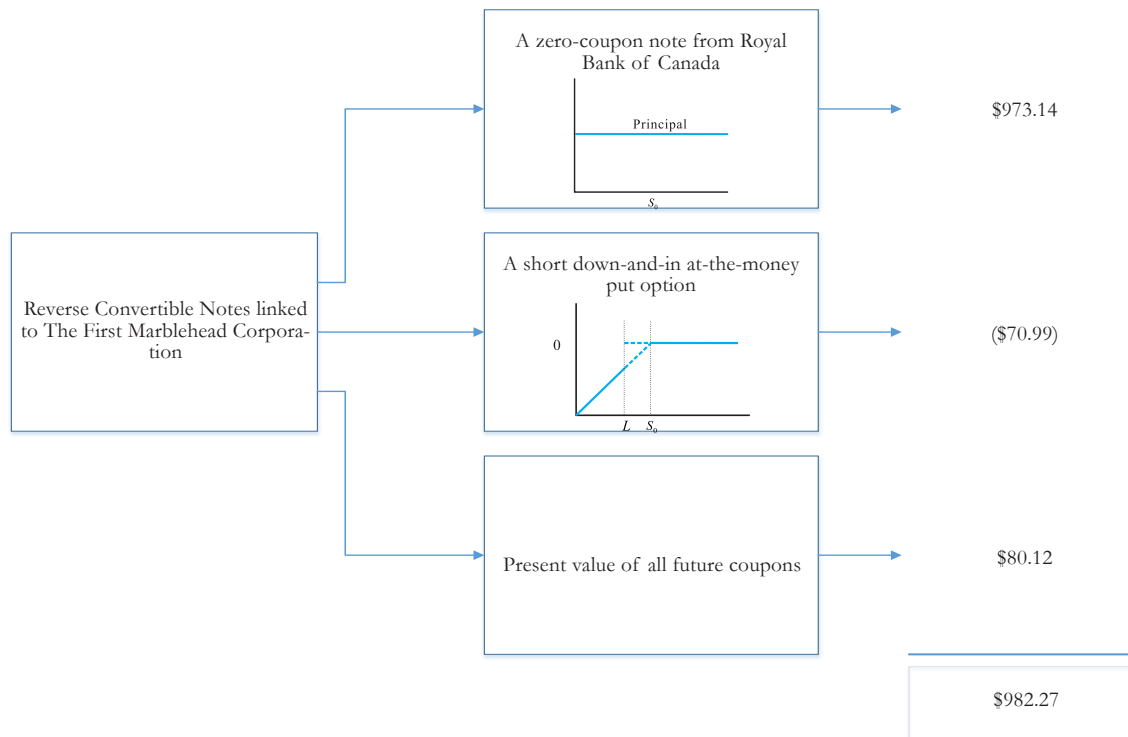 A zero-coupon note from Royal
Bank of Canada
Principal
S₀
$973.14
Reverse Convertible Notes linked
to The First Marblehead Corpora-
tion
A short down-and-in at-the-money
put option
0
L S₀
($70.99)
Present value of all future coupons
$80.12
$982.27